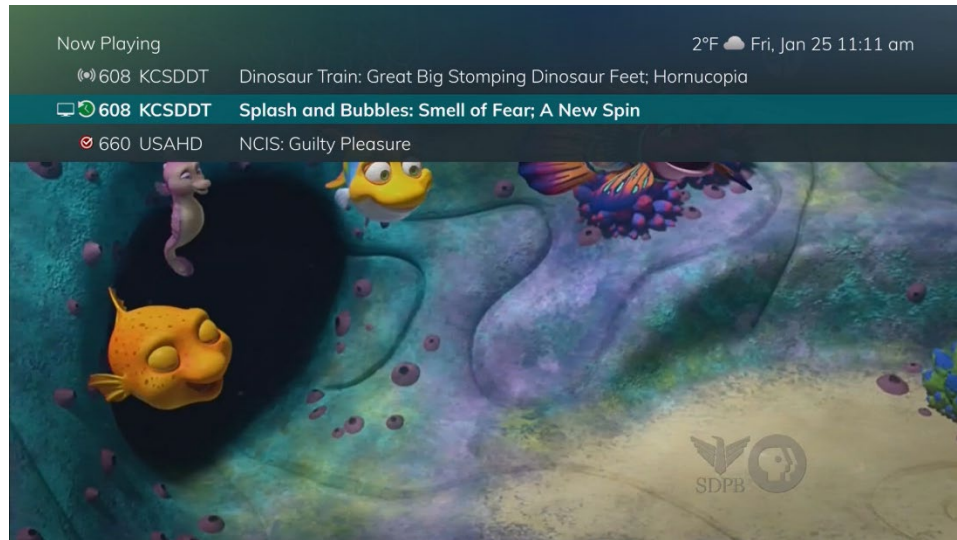 Now Playing
2°F Fri, Jan 25 11:11 am
608 KCSDDT Dinosaur Train: Great Big Stomping Dinosaur Feet; Hornucopia
608 KCSDDT Splash and Bubbles: Smell of Fear; A New Spin
660 USAHD NCIS: Guilty Pleasure
SDPB